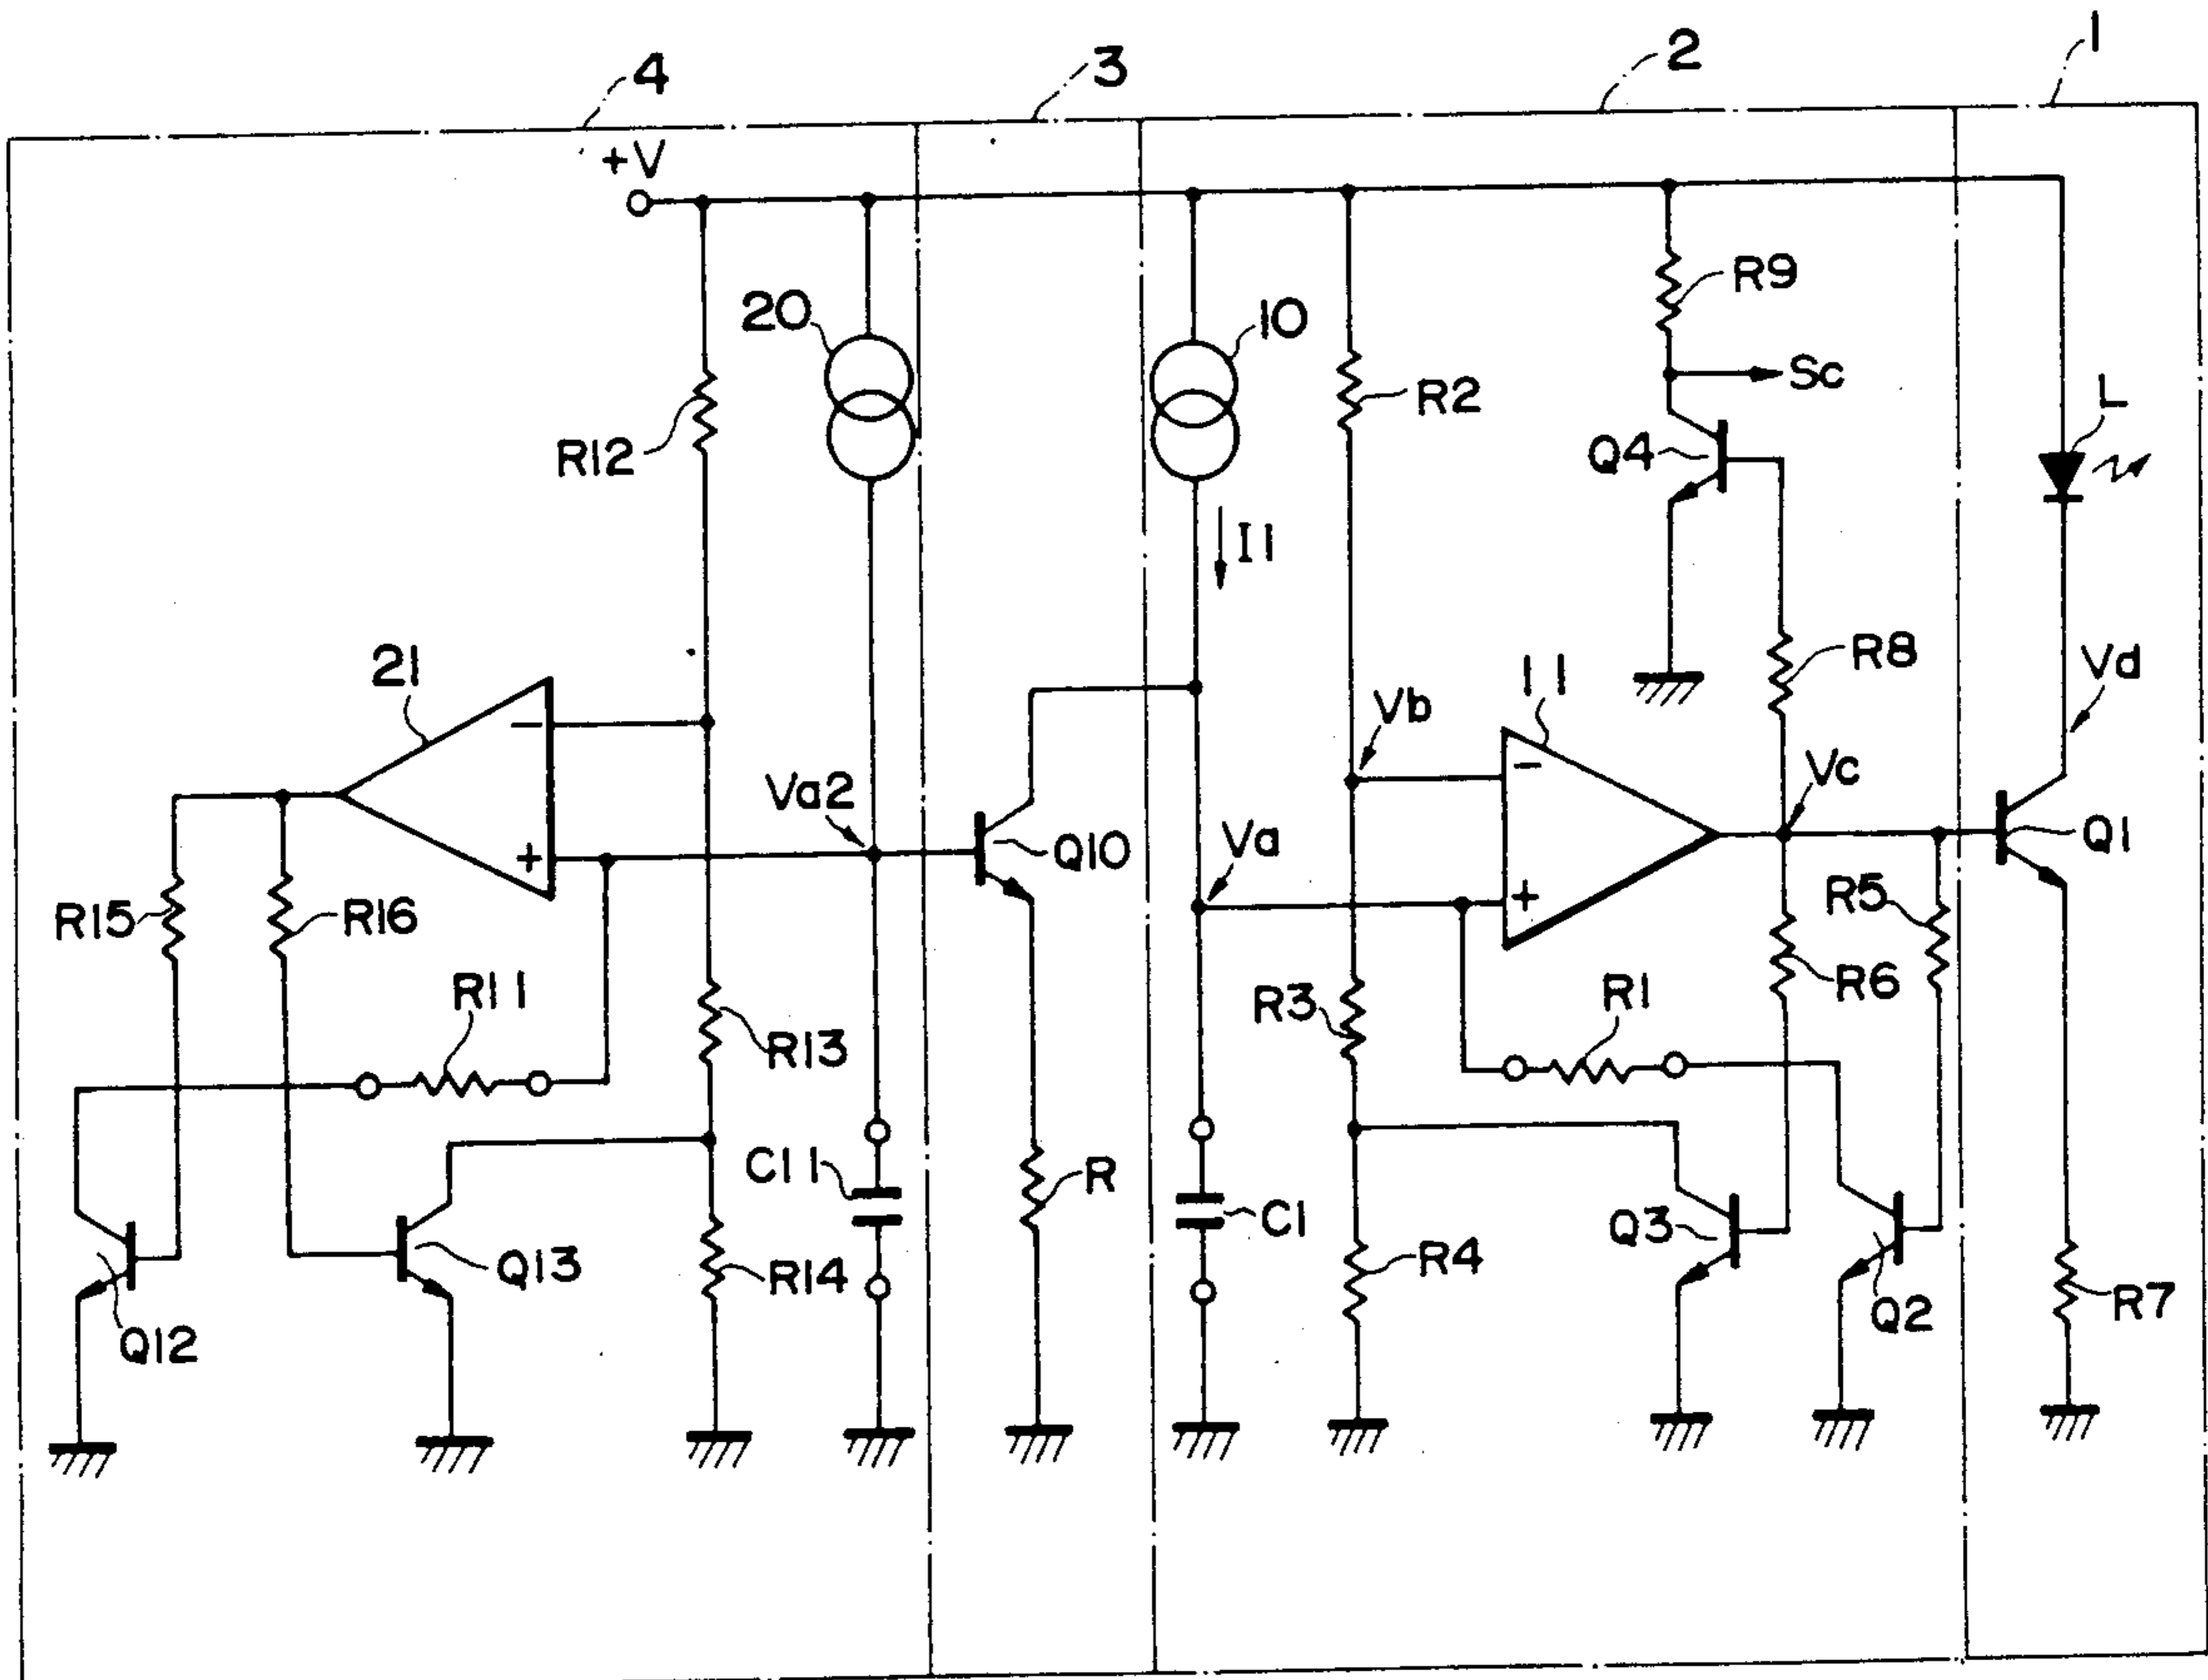 4
3
2
1
+V
20
10
R9
Sc
R12
R2
Q4
L
I1
R8
Vd
21
11
Vb
Vc
Va2
Va
Q1
-
-
+
+
R15
R16
Q10
R5
R6
R11
R13
R3
R1
C11
R
C1
Q3
R4
Q13
R14
Q12
Q2
R7